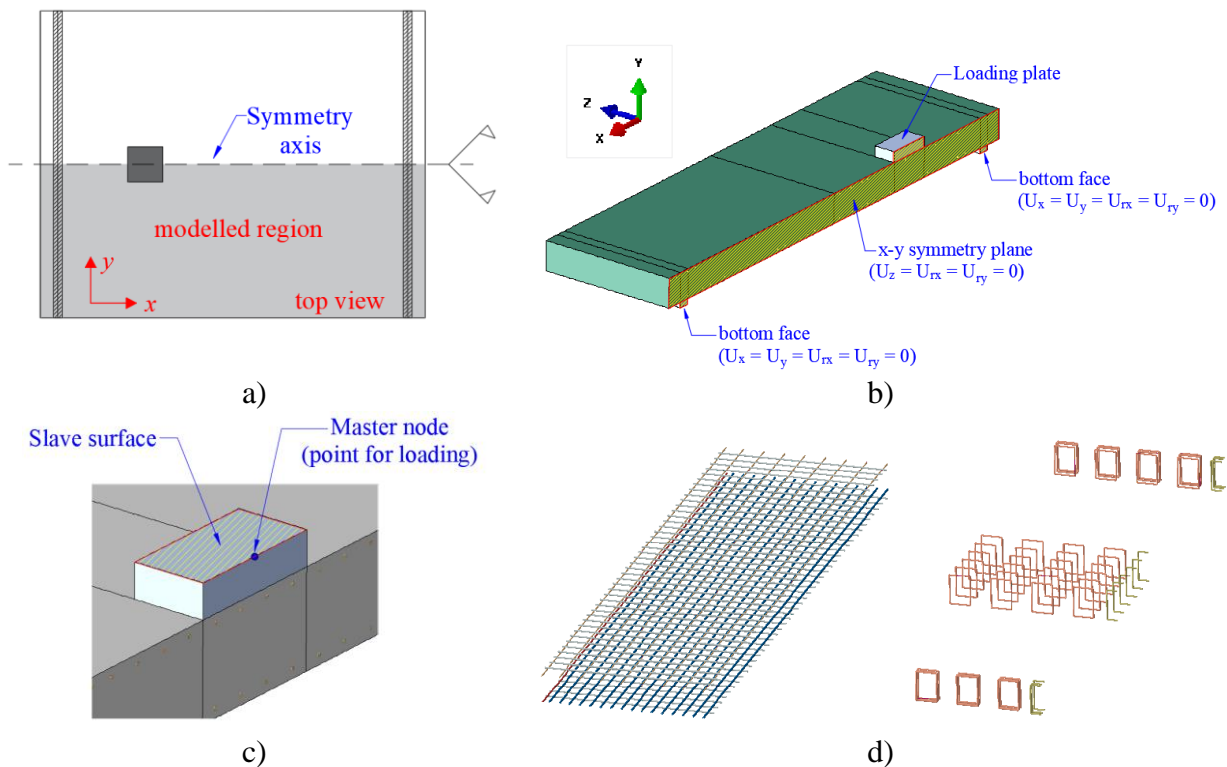 Symmetry
axis
modelled region
y
x
top view
a)
Y
Z
X
Loading plate
bottom face
(Ux = Uy = Urx = Ury = 0)
x-y symmetry plane
(Uz = Urx = Ury = 0)
bottom face
(Ux = Uy = Urx = Ury = 0)
b)
Slave surface
Master node
(point for loading)
c)
d)